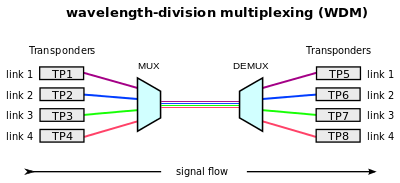 wavelength-division multiplexing (WDM)
Transponders Transponders
MUX DEMUX
link 1 TP1 TP5 link 1
link 2 TP2 TP6 link 2
link 3 TP3 TP7 link 3
link 4 TP4 TP8 link 4
signal flow